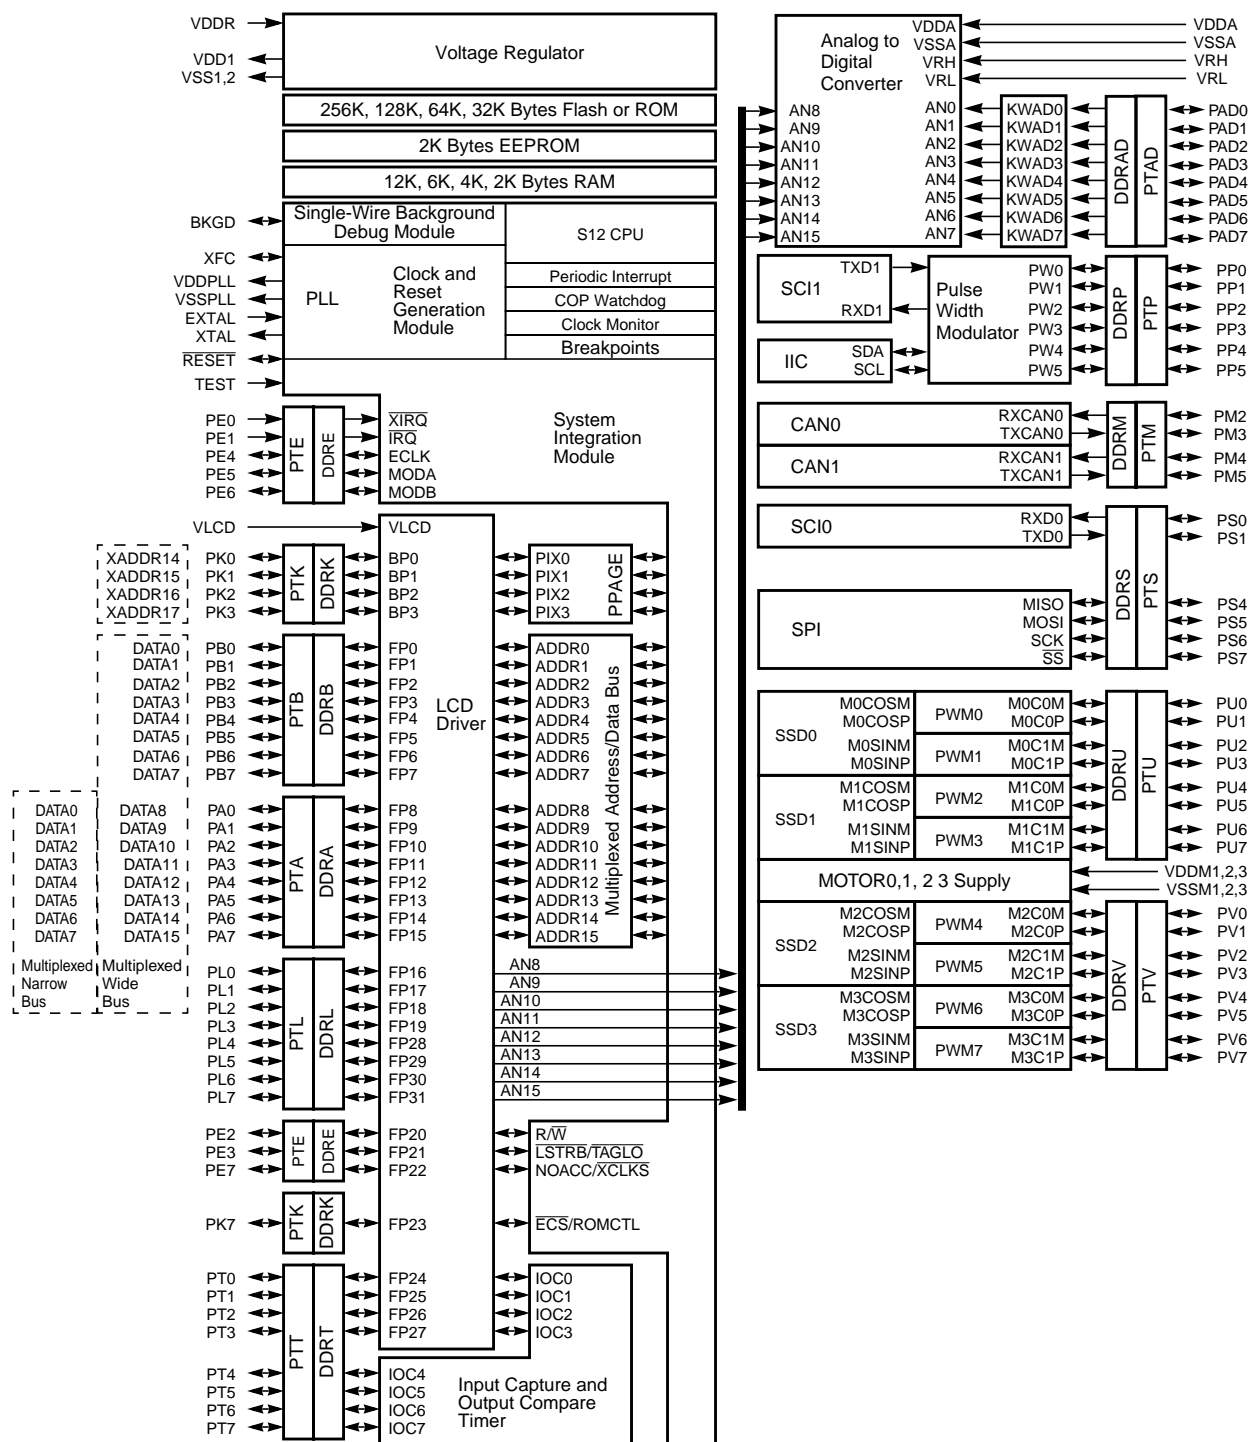 VDDR
VDD1
VSS1,2
Voltage Regulator
256K, 128K, 64K, 32K Bytes Flash or ROM
2K Bytes EEPROM
12K, 6K, 4K, 2K Bytes RAM
BKGD
XFC
VDDPLL
VSSPLL
EXTAL
XTAL
RESET
TEST
Single-Wire Background
Debug Module
S12 CPU
PLL
Clock and
Reset
Generation
Module
Periodic Interrupt
COP Watchdog
Clock Monitor
Breakpoints
System
Integration
Module
PE0
PE1
PE4
PE5
PE6
PTE
DDRE
XIRQ
IRQ
ECLK
MODA
MODB
VLCD
VLCD
XADDR14
XADDR15
XADDR16
XADDR17
PK0
PK1
PK2
PK3
PTK
DDRK
BP0
BP1
BP2
BP3
PIX0
PIX1
PIX2
PIX3
PPAGE
DATA0
DATA1
DATA2
DATA3
DATA4
DATA5
DATA6
DATA7
PB0
PB1
PB2
PB3
PB4
PB5
PB6
PB7
PTB
DDRB
FP0
FP1
FP2
FP3
FP4
FP5
FP6
FP7
LCD
Driver
ADDR0
ADDR1
ADDR2
ADDR3
ADDR4
ADDR5
ADDR6
ADDR7
Multiplexed Address/Data Bus
DATA0
DATA1
DATA2
DATA3
DATA4
DATA5
DATA6
DATA7
Multiplexed
Narrow
Bus
DATA8
DATA9
DATA10
DATA11
DATA12
DATA13
DATA14
DATA15
Multiplexed
Wide
Bus
PA0
PA1
PA2
PA3
PA4
PA5
PA6
PA7
PTA
DDRA
FP8
FP9
FP10
FP11
FP12
FP13
FP14
FP15
ADDR8
ADDR9
ADDR10
ADDR11
ADDR12
ADDR13
ADDR14
ADDR15
PL0
PL1
PL2
PL3
PL4
PL5
PL6
PL7
PTL
DDRL
FP16
FP17
FP18
FP19
FP28
FP29
FP30
FP31
AN8
AN9
AN10
AN11
AN12
AN13
AN14
AN15
PE2
PE3
PE7
PTE
DDRE
FP20
FP21
FP22
R/W
LSTRB/TAGLO
NOACC/XCLKS
PK7
PTK
DDRK
FP23
ECS/ROMCTL
PT0
PT1
PT2
PT3
PT4
PT5
PT6
PT7
PTT
DDRT
FP24
FP25
FP26
FP27
IOC0
IOC1
IOC2
IOC3
IOC4
IOC5
IOC6
IOC7
Input Capture and
Output Compare
Timer
Analog to
Digital
Converter
VDDA
VSSA
VRH
VRL
VDDA
VSSA
VRH
VRL
AN8
AN9
AN10
AN11
AN12
AN13
AN14
AN15
AN0
AN1
AN2
AN3
AN4
AN5
AN6
AN7
KWAD0
KWAD1
KWAD2
KWAD3
KWAD4
KWAD5
KWAD6
KWAD7
DDRAD
PTAD
PAD0
PAD1
PAD2
PAD3
PAD4
PAD5
PAD6
PAD7
SCI1
TXD1
RXD1
IIC
SDA
SCL
Pulse
Width
Modulator
PW0
PW1
PW2
PW3
PW4
PW5
DDRP
PTP
PP0
PP1
PP2
PP3
PP4
PP5
CAN0
RXCAN0
TXCAN0
CAN1
RXCAN1
TXCAN1
DDRM
PTM
PM2
PM3
PM4
PM5
SCI0
RXD0
TXD0
SPI
MISO
MOSI
SCK
SS
DDRS
PTS
PS0
PS1
PS4
PS5
PS6
PS7
SSD0
M0COSM
M0COSP
M0SINM
M0SINP
PWM0
PWM1
M0C0M
M0C0P
M0C1M
M0C1P
SSD1
M1COSM
M1COSP
M1SINM
M1SINP
PWM2
PWM3
M1C0M
M1C0P
M1C1M
M1C1P
DDRU
PTU
PU0
PU1
PU2
PU3
PU4
PU5
PU6
PU7
MOTOR0,1, 2 3 Supply
VDDM1,2,3
VSSM1,2,3
SSD2
M2COSM
M2COSP
M2SINM
M2SINP
PWM4
PWM5
M2C0M
M2C0P
M2C1M
M2C1P
SSD3
M3COSM
M3COSP
M3SINM
M3SINP
PWM6
PWM7
M3C0M
M3C0P
M3C1M
M3C1P
DDRV
PTV
PV0
PV1
PV2
PV3
PV4
PV5
PV6
PV7